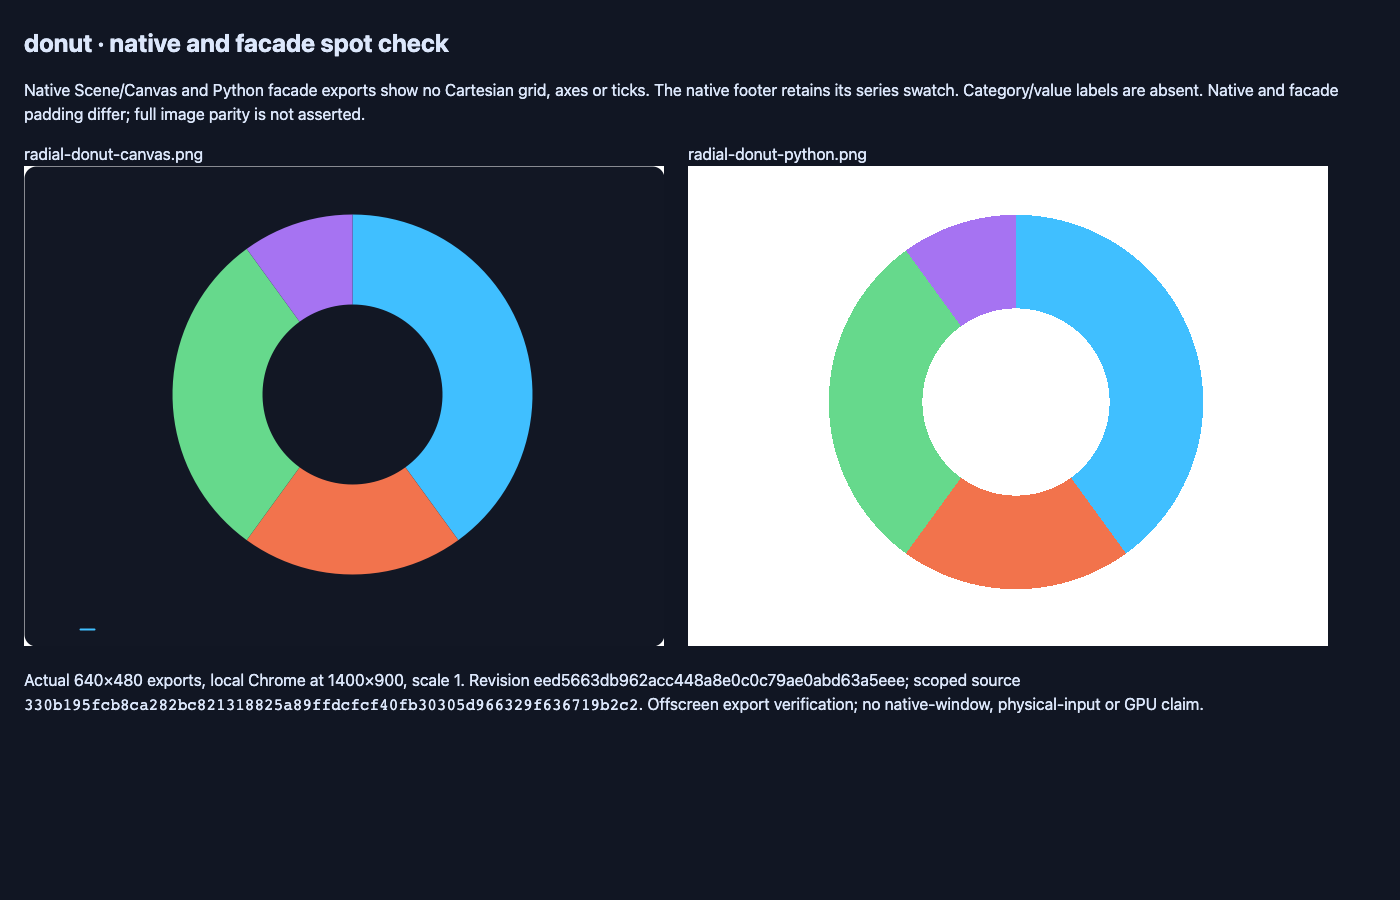 donut · native and facade spot check
Native Scene/Canvas and Python facade exports show no Cartesian grid, axes or ticks. The native footer retains its series swatch. Category/value labels are absent. Native and facade
padding differ; full image parity is not asserted.
radial-donut-canvas.png
radial-donut-python.png
Actual 640×480 exports, local Chrome at 1400×900, scale 1. Revision eed5663db962acc448a8e0c0c79ae0abd63a5eee; scoped source
330b195fcb8ca282bc821318825a89ffdcfcf40fb30305d966329f636719b2c2. Offscreen export verification; no native-window, physical-input or GPU claim.